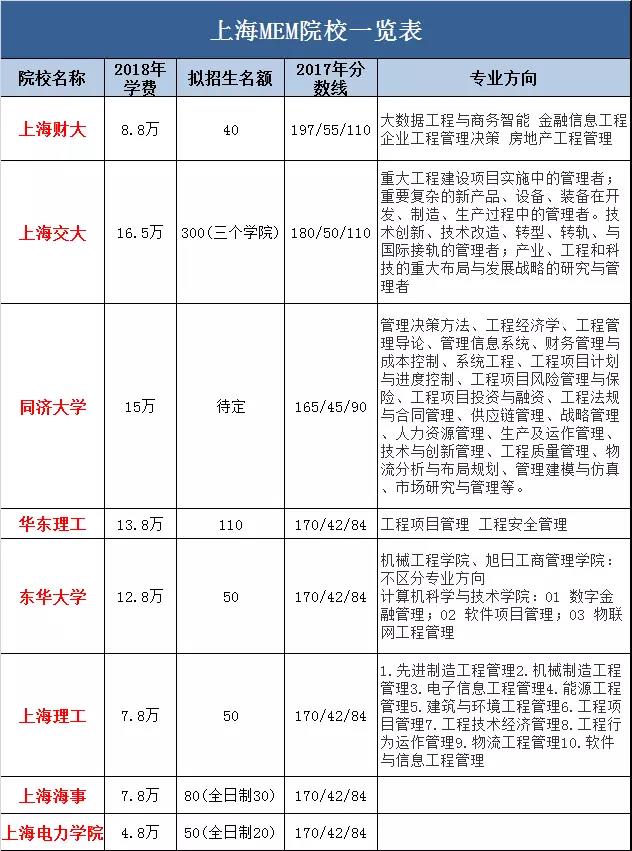 上海MEM院校一览表
院校名称
2018年
学费
拟招生名额
2017年分
数线
专业方向
上海财大
8.8万
40
197/55/110
大数据工程与商务智能 金融信息工程
企业工程管理决策 房地产工程管理
上海交大
16.5万
300(三个学院)
180/50/110
重大工程建设项目实施中的管理者；
重要复杂的新产品、设备、装备在开
发、制造、生产过程中的管理者。技
术创新、技术改造、转型、转轨、与
国际接轨的管理者；产业、工程和科
技的重大布局与发展战略的研究与管
理者
同济大学
15万
待定
165/45/90
管理决策方法、工程经济学、工程管
理导论、管理信息系统、财务管理与
成本控制、系统工程、工程项目计划
与进度控制、工程项目风险管理与保
险、工程项目投资与融资、工程法规
与合同管理、供应链管理、战略管理
、人力资源管理、生产及运作管理、
技术与创新管理、工程质量管理、物
流分析与布局规划、管理建模与仿真
、市场研究与管理等。
华东理工
13.8万
110
170/42/84
工程项目管理 工程安全管理
东华大学
12.8万
50
170/42/84
机械工程学院、旭日工商管理学院：
不区分专业方向
计算机科学与技术学院：01 数字金
融管理；02 软件项目管理；03 物联
网工程管理
上海理工
7.8万
50
170/42/84
1.先进制造工程管理2.机械制造工程
管理3.电子信息工程管理4.能源工程
管理5.建筑与环境工程管理6.工程项
目管理7.工程技术经济管理8.工程行
为运作管理9.物流工程管理10.软件
与信息工程管理
上海海事
7.8万
80(全日制30)
170/42/84
上海电力学院
4.8万
50(全日制20)
170/42/84